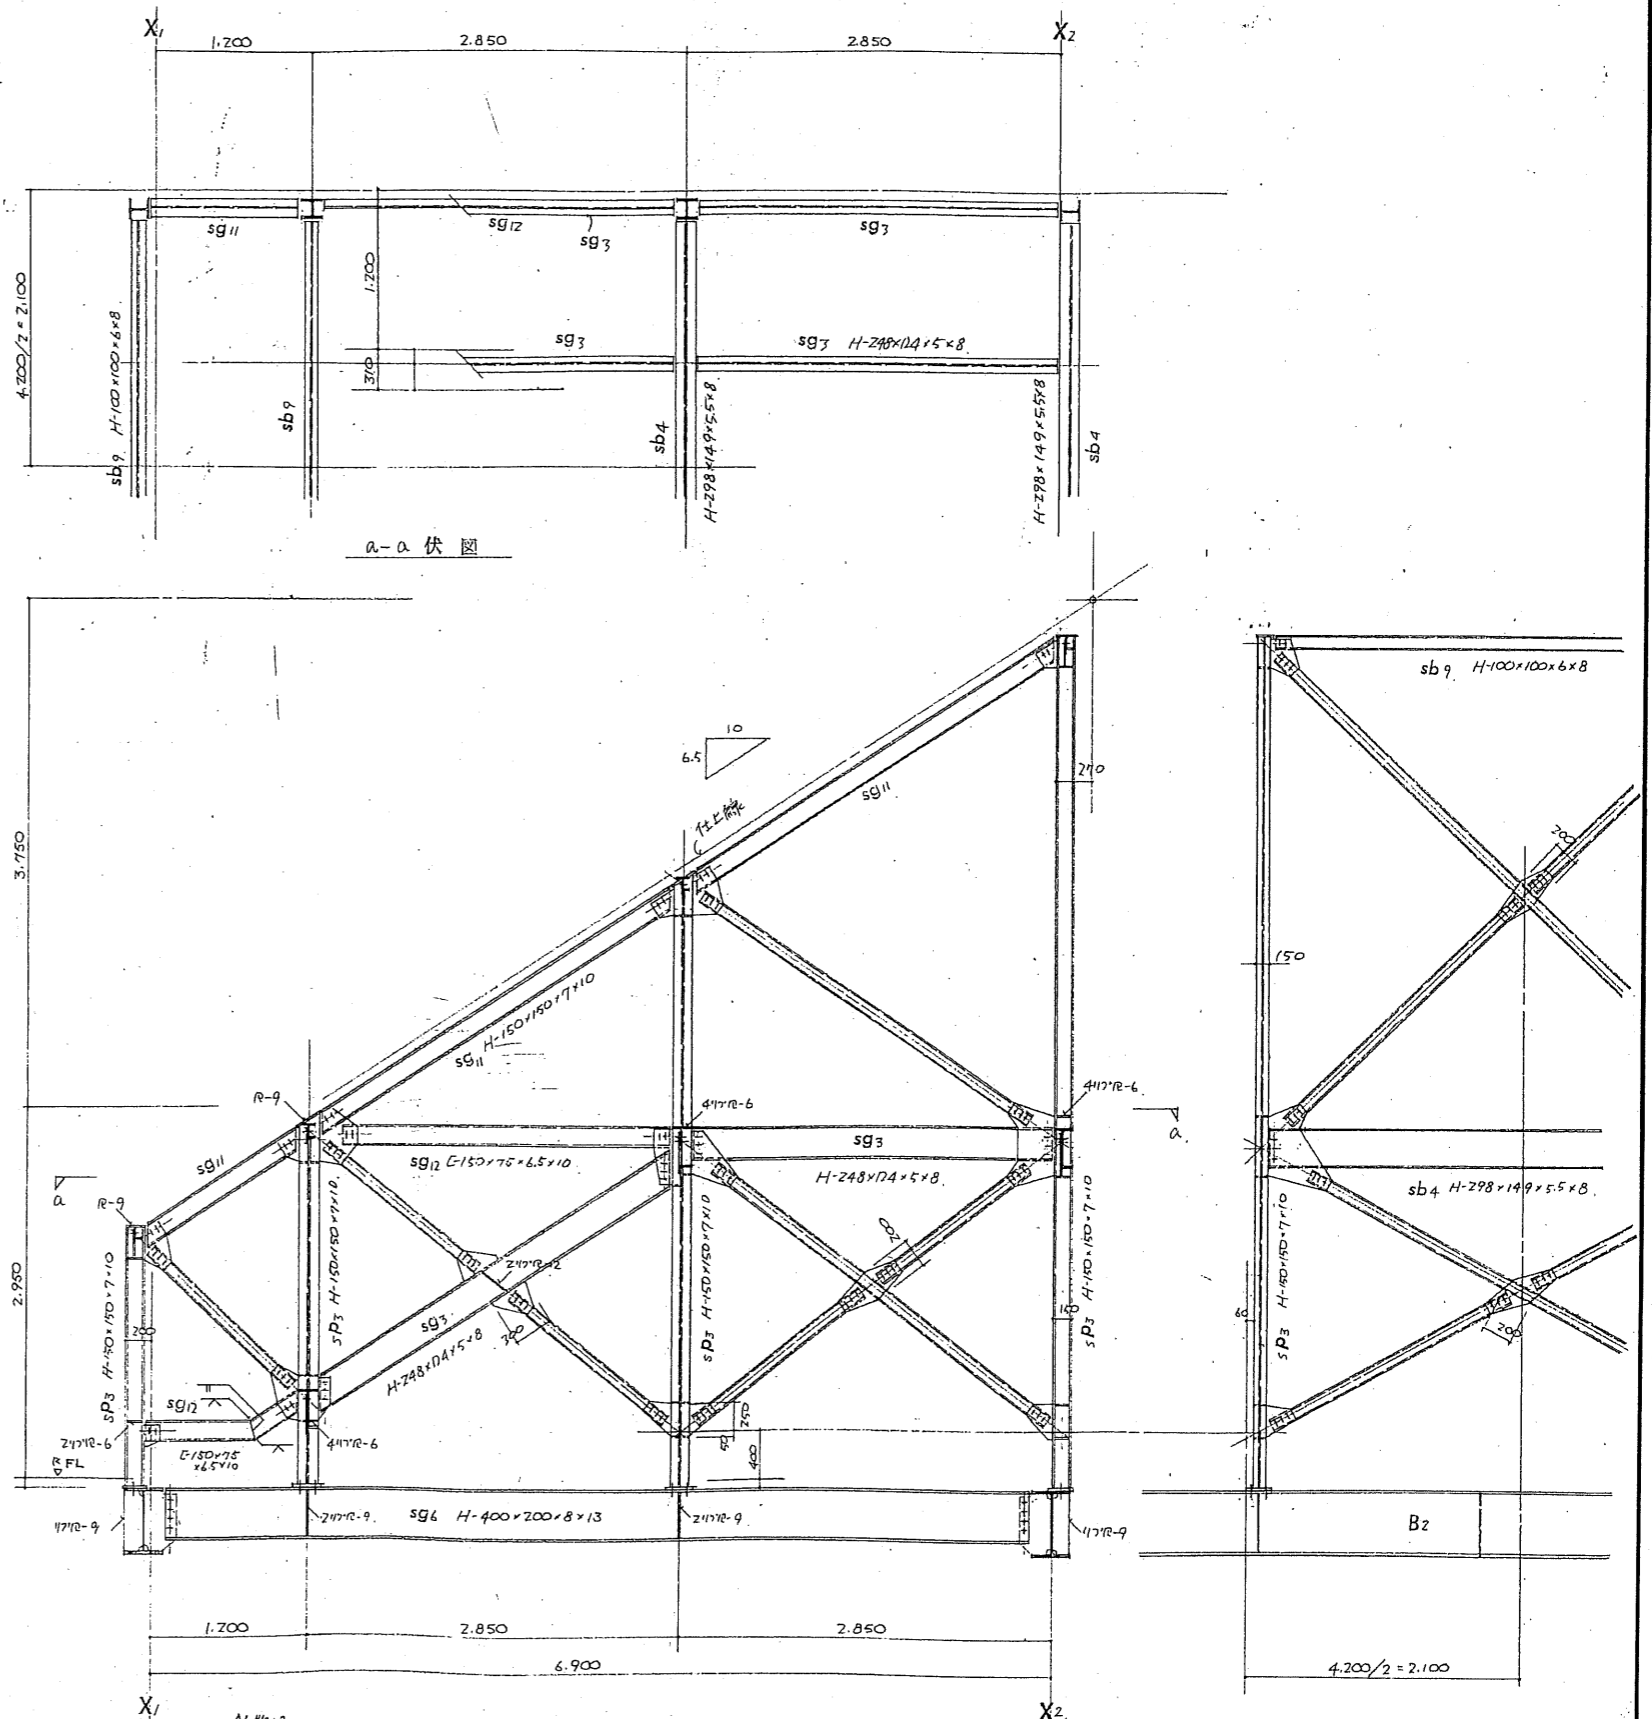 X1
X2
1.200
2.850
2.850
4.200/2=2.100
sg11
sg12
sg3
sg3
1.200
310
sg3
sg3 H-248×124×5×8
sb9 H-100×100×6×8
sb9
sb4
H-298×149×5.5×8
H-298×149×5.5×8
sb4
a-a 伏図
3.750
2.950
10
6.5
仕上線
sg11
270
H-150×150×7×10
sg11
R-9
4リブR-6
4リブR-6
a
sg11
sg12 [-150×75×6.5×10
sg3
H-248×124×5×8
a
R-9
sp3 H-150×150×7×10
200
sp3 H-150×150×7×10
2リブR-2
sg3
H-248×124×5×8
300
sp3 H-150×150×7×10
200
150
sp3 H-150×150×7×10
sg12
2リブR-6
[-150×75
×6.5×10
4リブR-6
250
50
400
R FL
リブR-9
2リブR-9
sg6 H-400×200×8×13
2リブR-9
リブR-9
1.200
2.850
2.850
6.900
X1
X2
sb9 H-100×100×6×8
200
150
sb4 H-298×149×5.5×8
60
sp3 H-150×150×7×10
200
B2
4.200/2=2.100